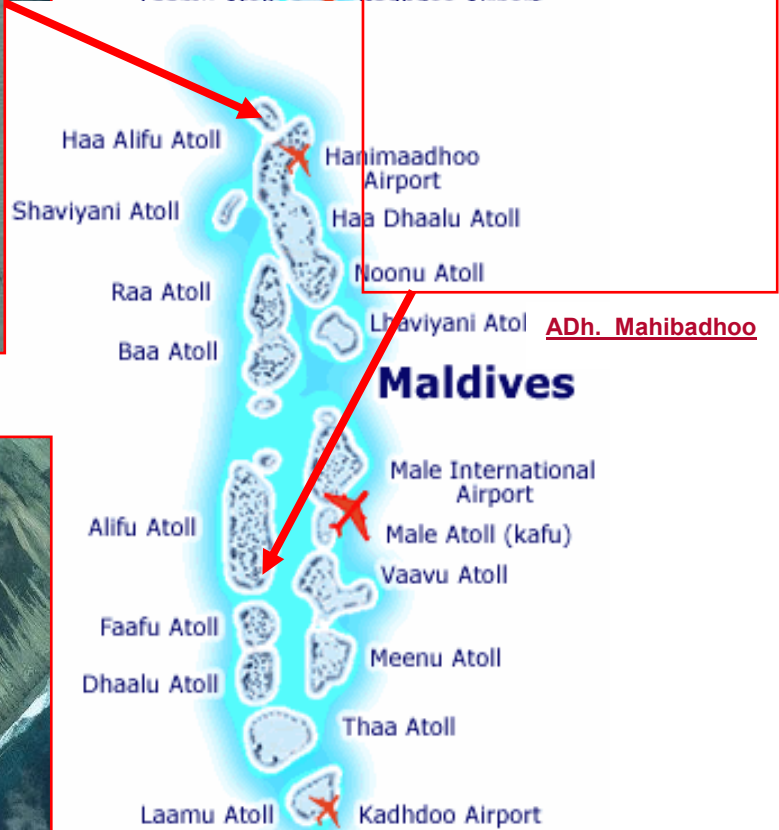 Haa Alifu Atoll
Hanimaadhoo
Airport
Shaviyani Atoll
Haa Dhaalu Atoll
Noonu Atoll
Raa Atoll
Lhaviyani Atol
ADh. Mahibadhoo
Baa Atoll
Maldives
Male International
Airport
Alifu Atoll
Male Atoll (kafu)
Vaavu Atoll
Faafu Atoll
Meenu Atoll
Dhaalu Atoll
Thaa Atoll
Laamu Atoll
Kadhdoo Airport